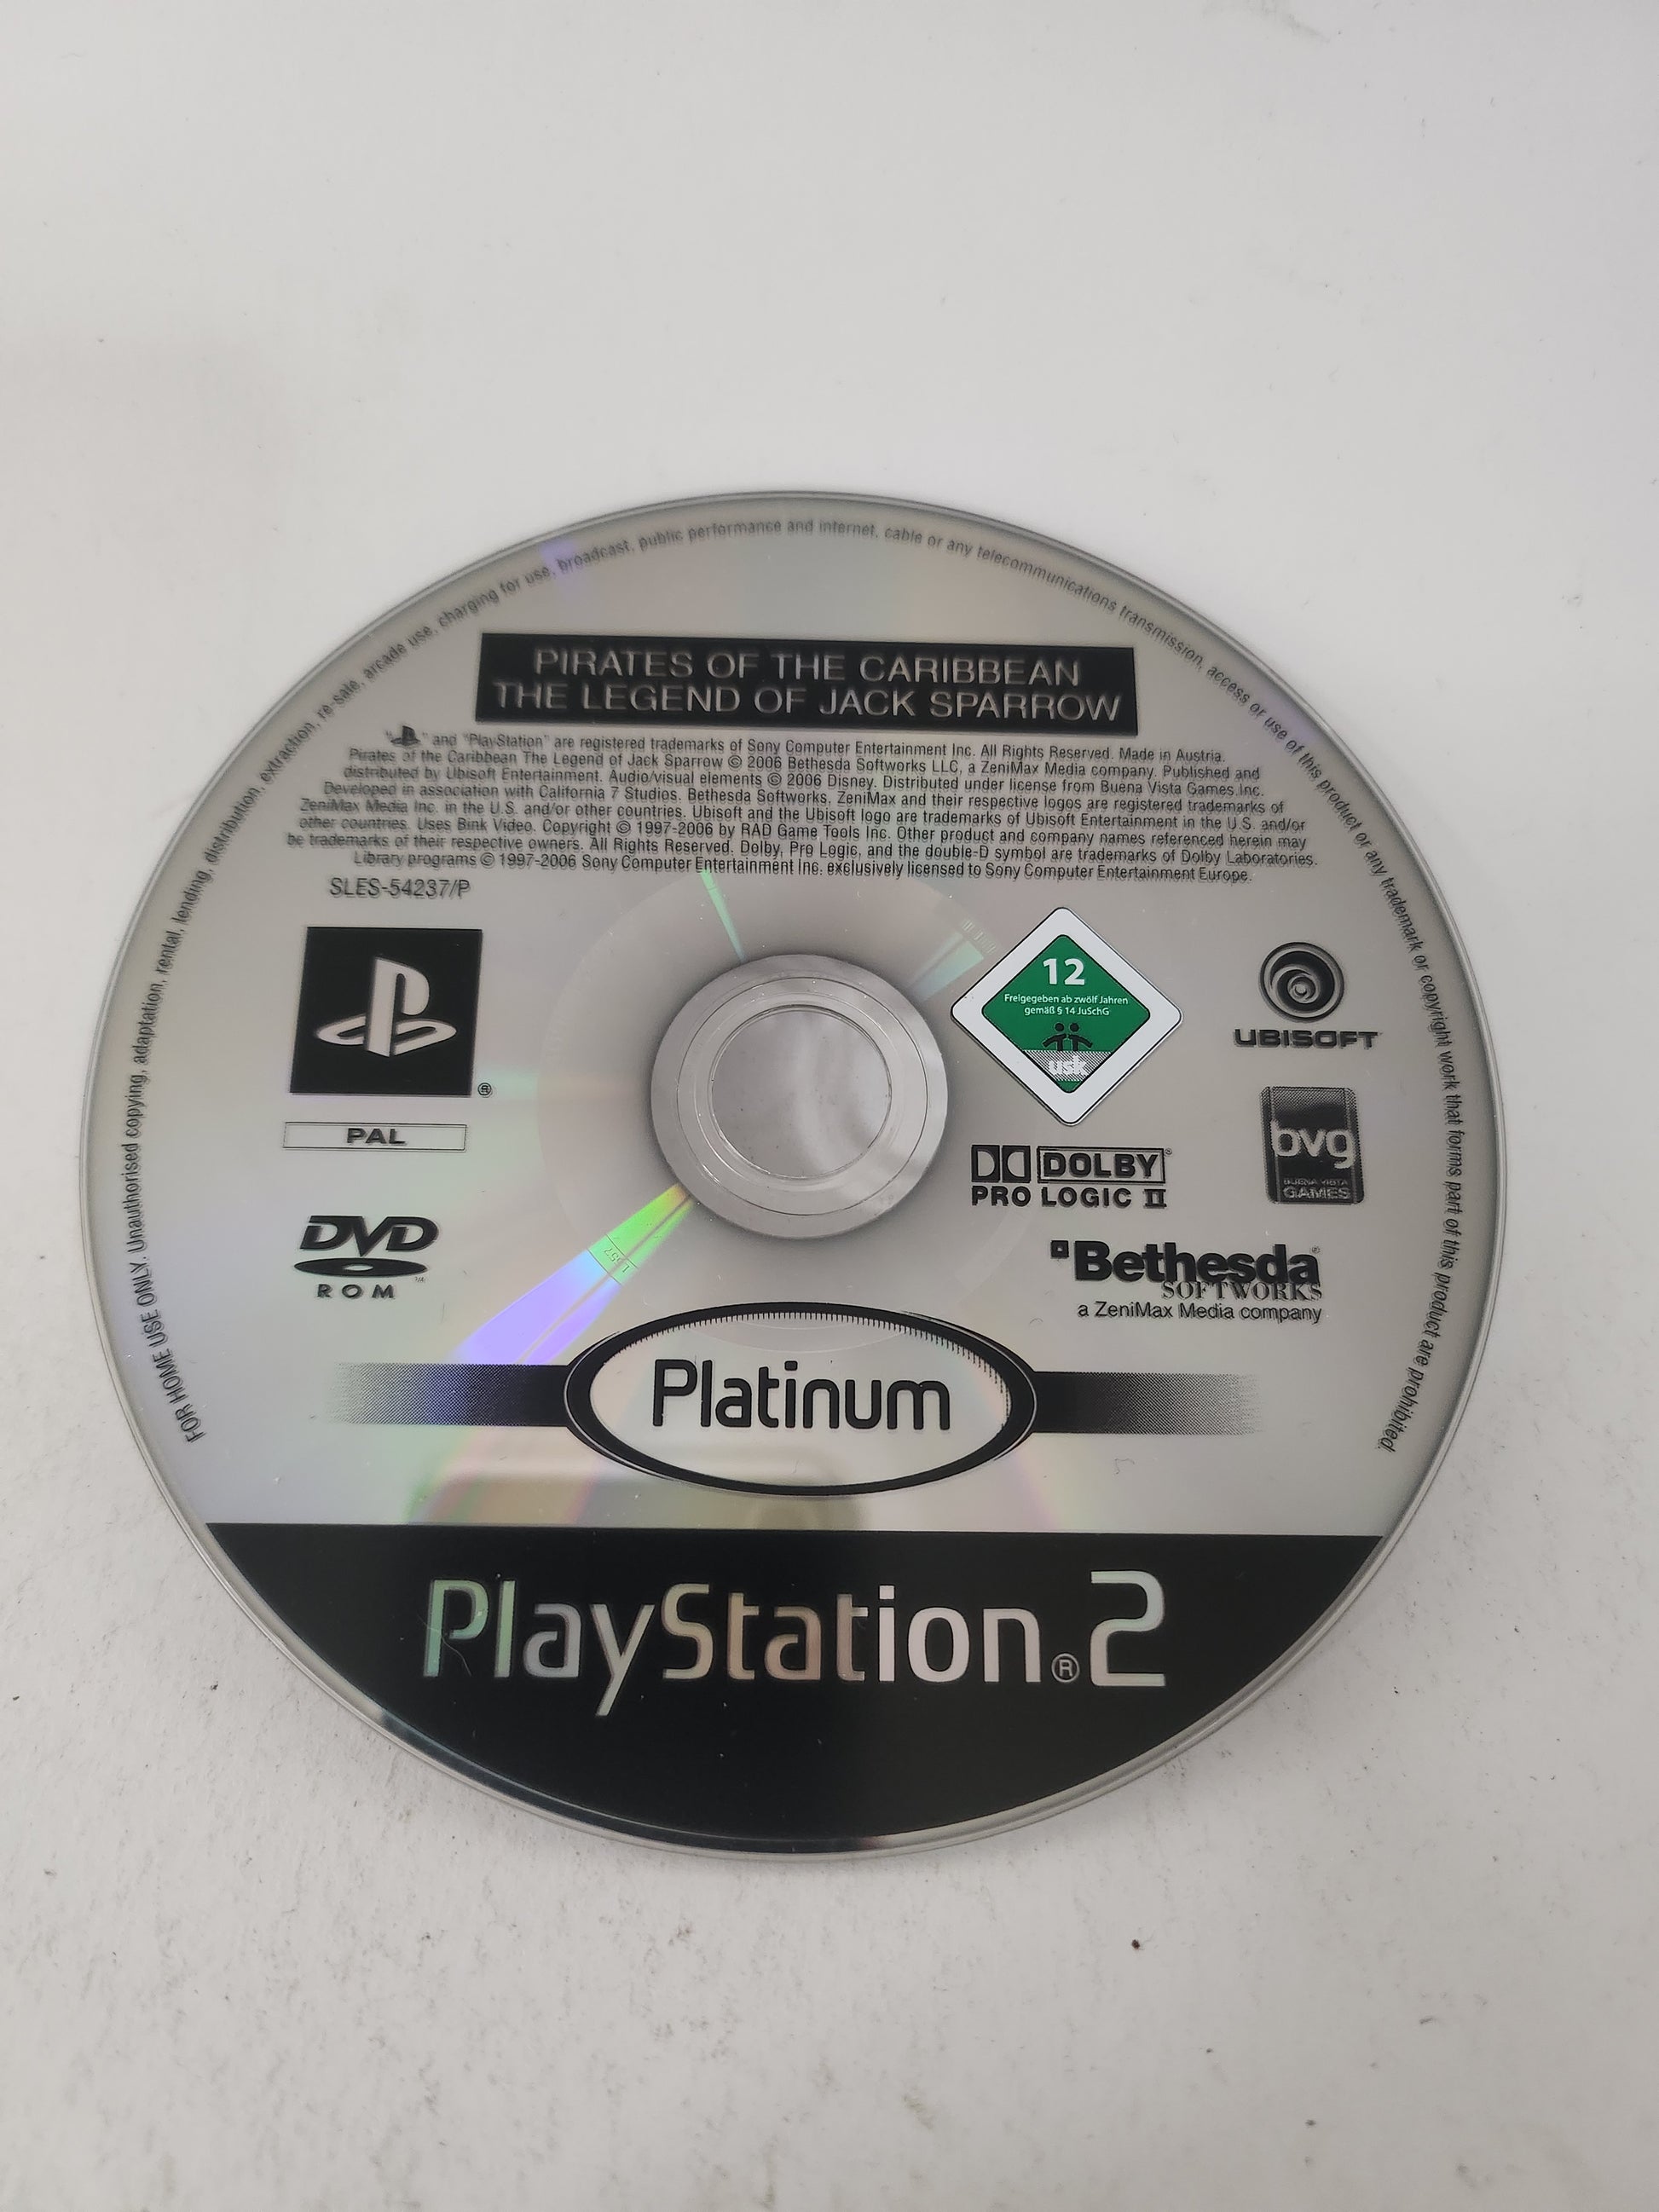 FOR HOME USE ONLY. Unauthorised copying, adaptation, rental, lending, distribution, extraction, re-sale, arcade use, charging for use, broadcast, public performance and internet, cable or any telecommunications transmission, access or use of this product or any trademark or copyright work that forms part of this product are prohibited.
PIRATES OF THE CARIBBEAN
THE LEGEND OF JACK SPARROW
" " and "PlayStation" are registered trademarks of Sony Computer Entertainment Inc. All Rights Reserved. Made in Austria.
Pirates of the Caribbean The Legend of Jack Sparrow © 2006 Bethesda Softworks LLC, a ZeniMax Media company. Published and
distributed by Ubisoft Entertainment. Audio/visual elements © 2006 Disney. Distributed under license from Buena Vista Games Inc.
Developed in association with California 7 Studios. Bethesda Softworks, ZeniMax and their respective logos are registered trademarks of
ZeniMax Media Inc. in the U.S. and/or other countries. Ubisoft and the Ubisoft logo are trademarks of Ubisoft Entertainment in the U.S. and/or
other countries. Uses Bink Video. Copyright © 1997-2006 by RAD Game Tools Inc. Other product and company names referenced herein may
be trademarks of their respective owners. All Rights Reserved. Dolby, Pro Logic, and the double-D symbol are trademarks of Dolby Laboratories.
Library programs © 1997-2006 Sony Computer Entertainment Inc. exclusively licensed to Sony Computer Entertainment Europe.
SLES-54237/P
®
PAL
DVD™
ROM
12
Freigegeben ab zwölf Jahren
gemäß § 14 JuSchG
usk
UBISOFT
DOLBY®
PRO LOGIC II
bvg
BUENA VISTA
GAMES
Bethesda®
SOFTWORKS
a ZeniMax Media company
Platinum
PlayStation®2